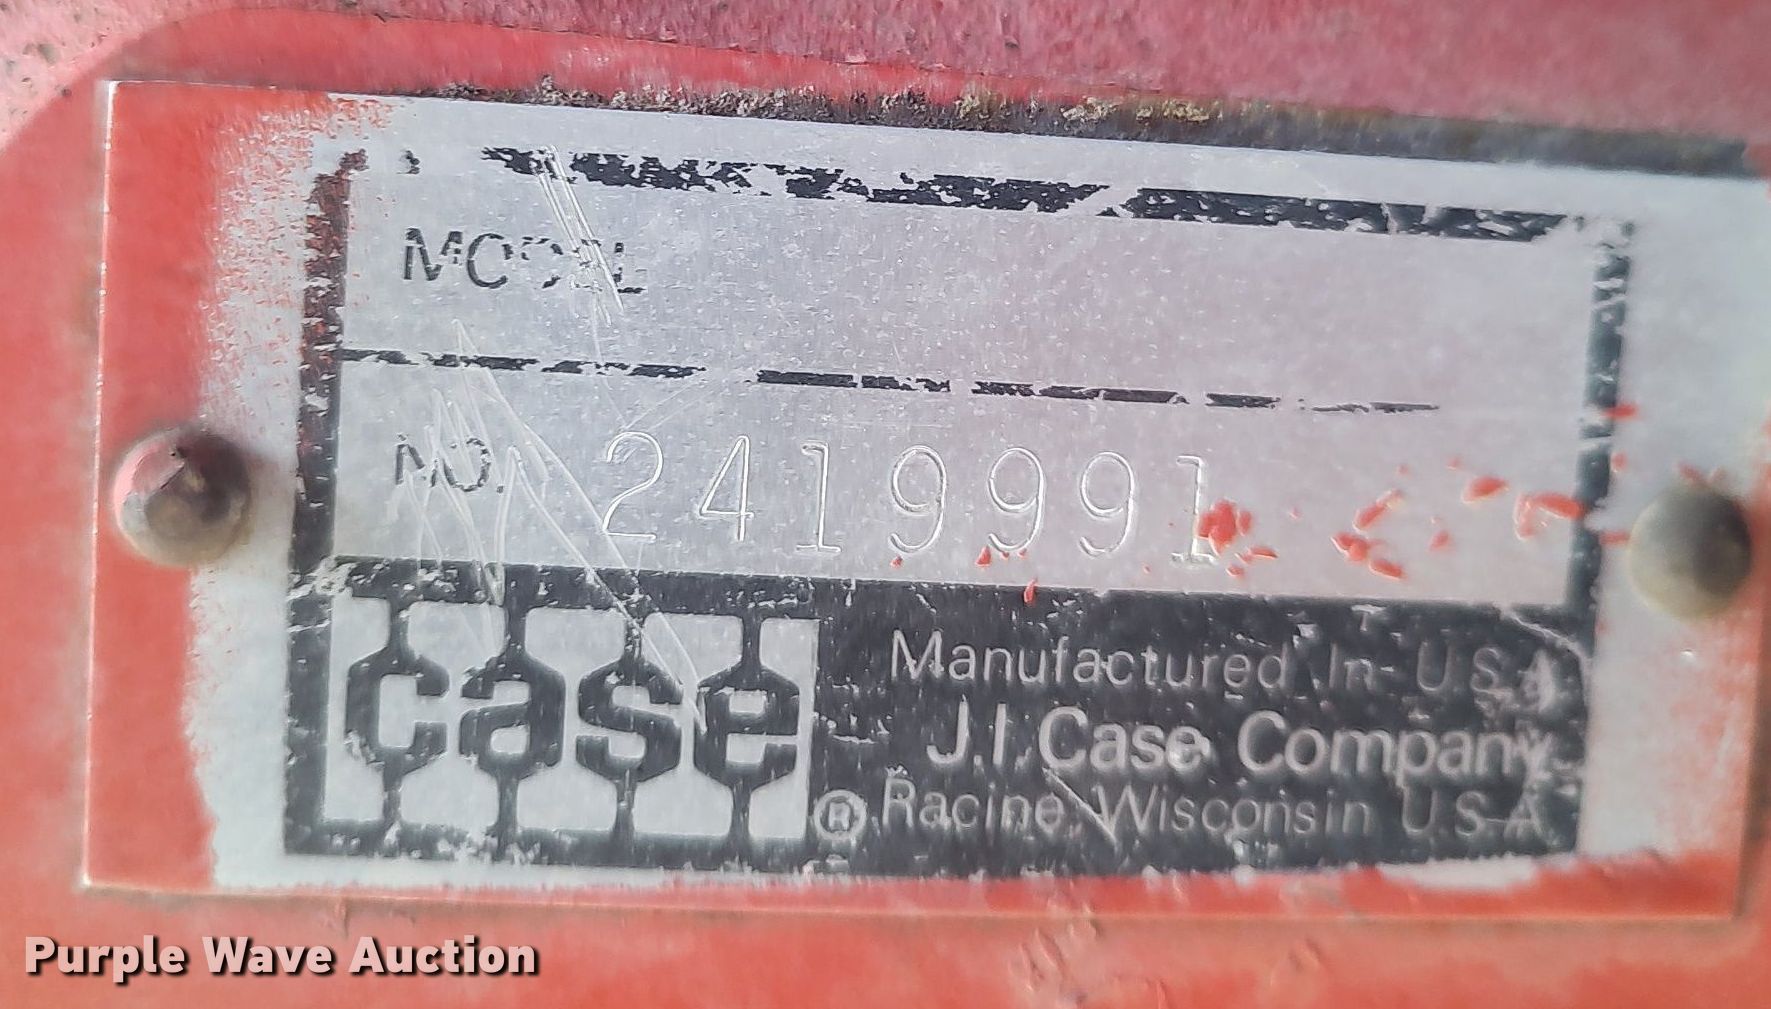 MODEL
NO. 2419991
case ®
Manufactured In U.S.A
J.I. Case Company
Racine, Wisconsin U.S.A.
Purple Wave Auction